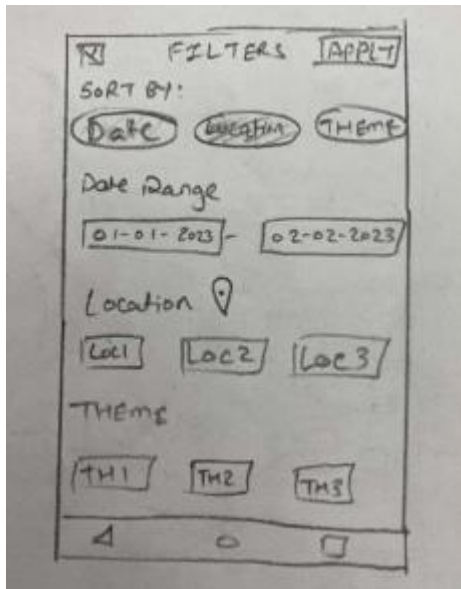 FILTERS APPLY
SORT BY:
Date Location THEME
Date Range
01-01-2023 - 02-02-2023
Location
Loc1 Loc2 Loc3
THEME
TH1 TH2 TH3